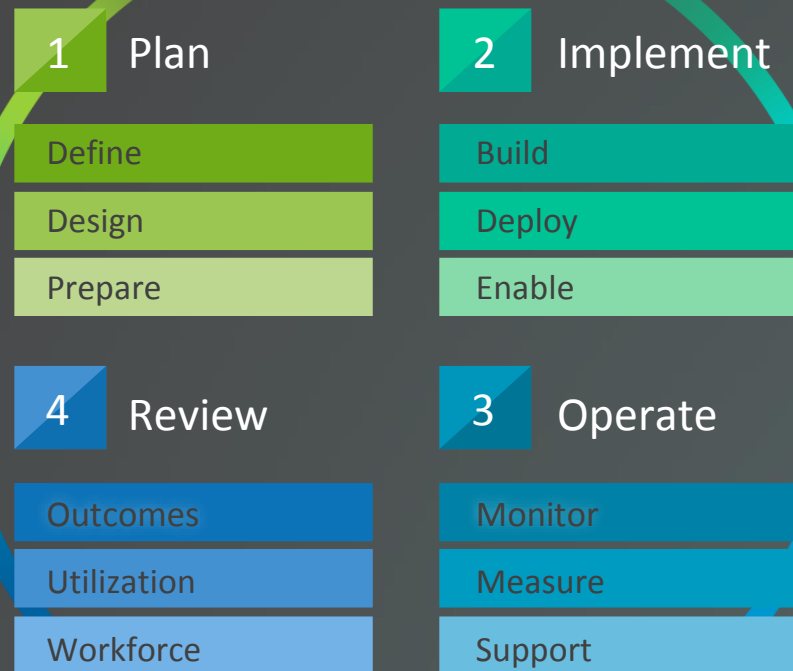 1 Plan
Define
Design
Prepare
2 Implement
Build
Deploy
Enable
4 Review
Outcomes
Utilization
Workforce
3 Operate
Monitor
Measure
Support